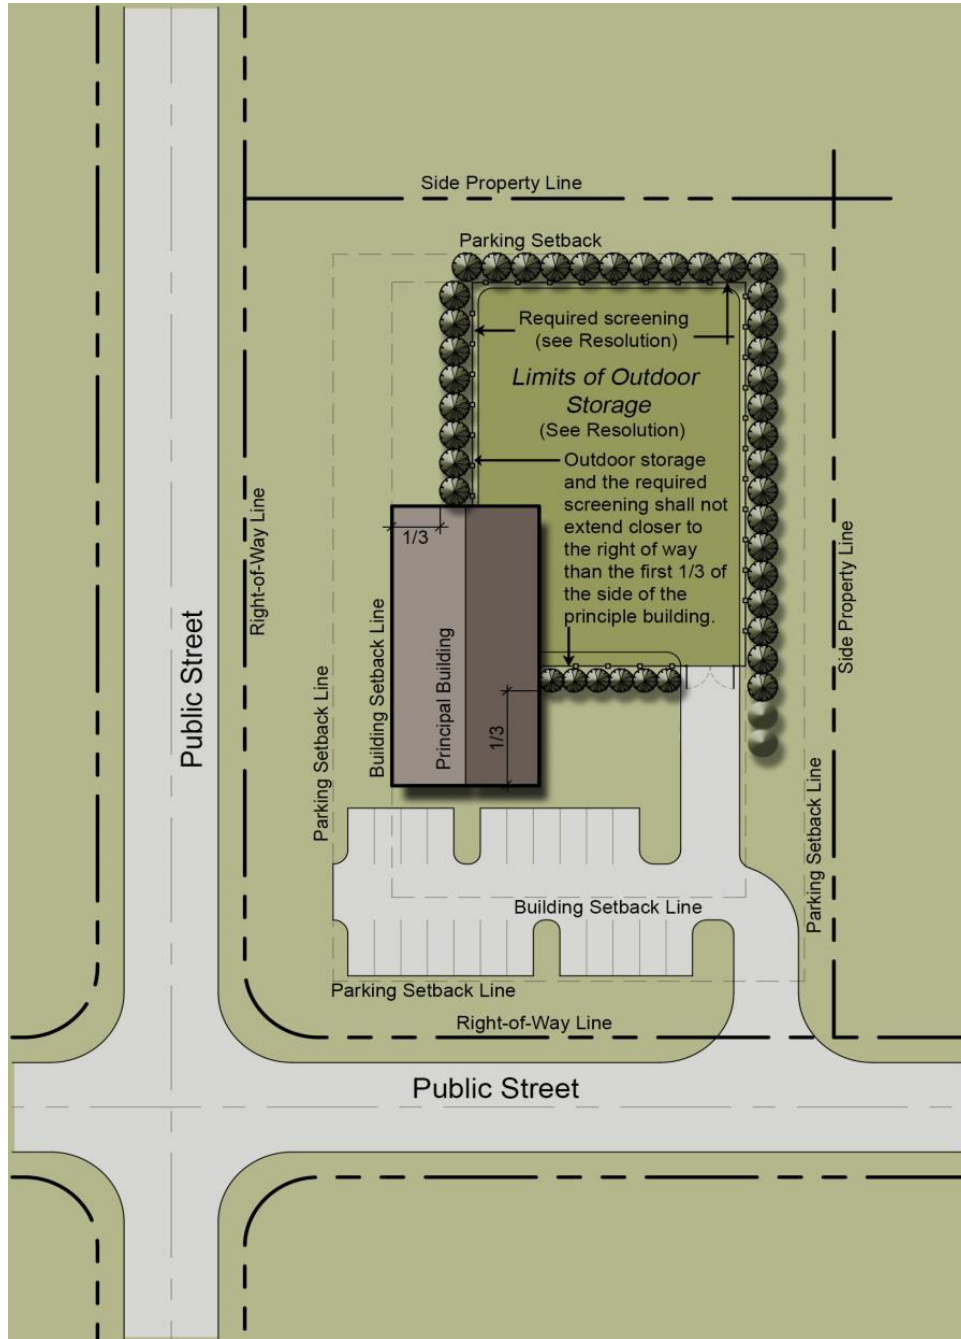 Side Property Line
Parking Setback
Required screening
(see Resolution)
Limits of Outdoor
Storage
(See Resolution)
Outdoor storage
and the required
screening shall not
extend closer to
the right of way
than the first 1/3 of
the side of the
principle building.
1/3
Right-of-Way Line
Public Street
Building Setback Line
Parking Setback Line
Principal Building
1/3
Side Property Line
Parking Setback Line
Building Setback Line
Parking Setback Line
Right-of-Way Line
Public Street